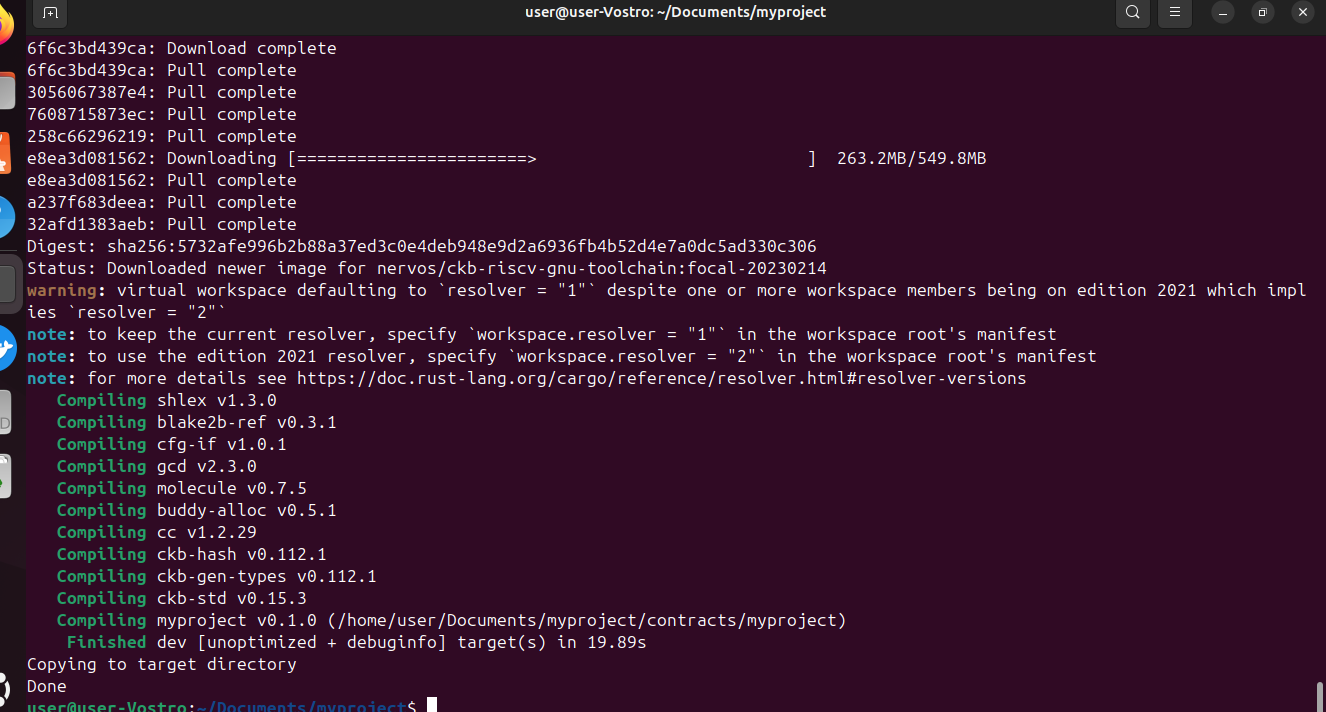 user@user-Vostro: ~/Documents/myproject
6f6c3bd439ca: Download complete
6f6c3bd439ca: Pull complete
3056067387e4: Pull complete
7608715873ec: Pull complete
258c66296219: Pull complete
e8ea3d081562: Downloading [=======================>                           ]  263.2MB/549.8MB
e8ea3d081562: Pull complete
a237f683deea: Pull complete
32afd1383aeb: Pull complete
Digest: sha256:5732afe996b2b88a37ed3c0e4deb948e9d2a6936fb4b52d4e7a0dc5ad330c306
Status: Downloaded newer image for nervos/ckb-riscv-gnu-toolchain:focal-20230214
warning: virtual workspace defaulting to `resolver = "1"` despite one or more workspace members being on edition 2021 which impl
ies `resolver = "2"`
note: to keep the current resolver, specify `workspace.resolver = "1"` in the workspace root's manifest
note: to use the edition 2021 resolver, specify `workspace.resolver = "2"` in the workspace root's manifest
note: for more details see https://doc.rust-lang.org/cargo/reference/resolver.html#resolver-versions
   Compiling shlex v1.3.0
   Compiling blake2b-ref v0.3.1
   Compiling cfg-if v1.0.1
   Compiling gcd v2.3.0
   Compiling molecule v0.7.5
   Compiling buddy-alloc v0.5.1
   Compiling cc v1.2.29
   Compiling ckb-hash v0.112.1
   Compiling ckb-gen-types v0.112.1
   Compiling ckb-std v0.15.3
   Compiling myproject v0.1.0 (/home/user/Documents/myproject/contracts/myproject)
    Finished dev [unoptimized + debuginfo] target(s) in 19.89s
Copying to target directory
Done
user@user-Vostro:~/Documents/myproject$